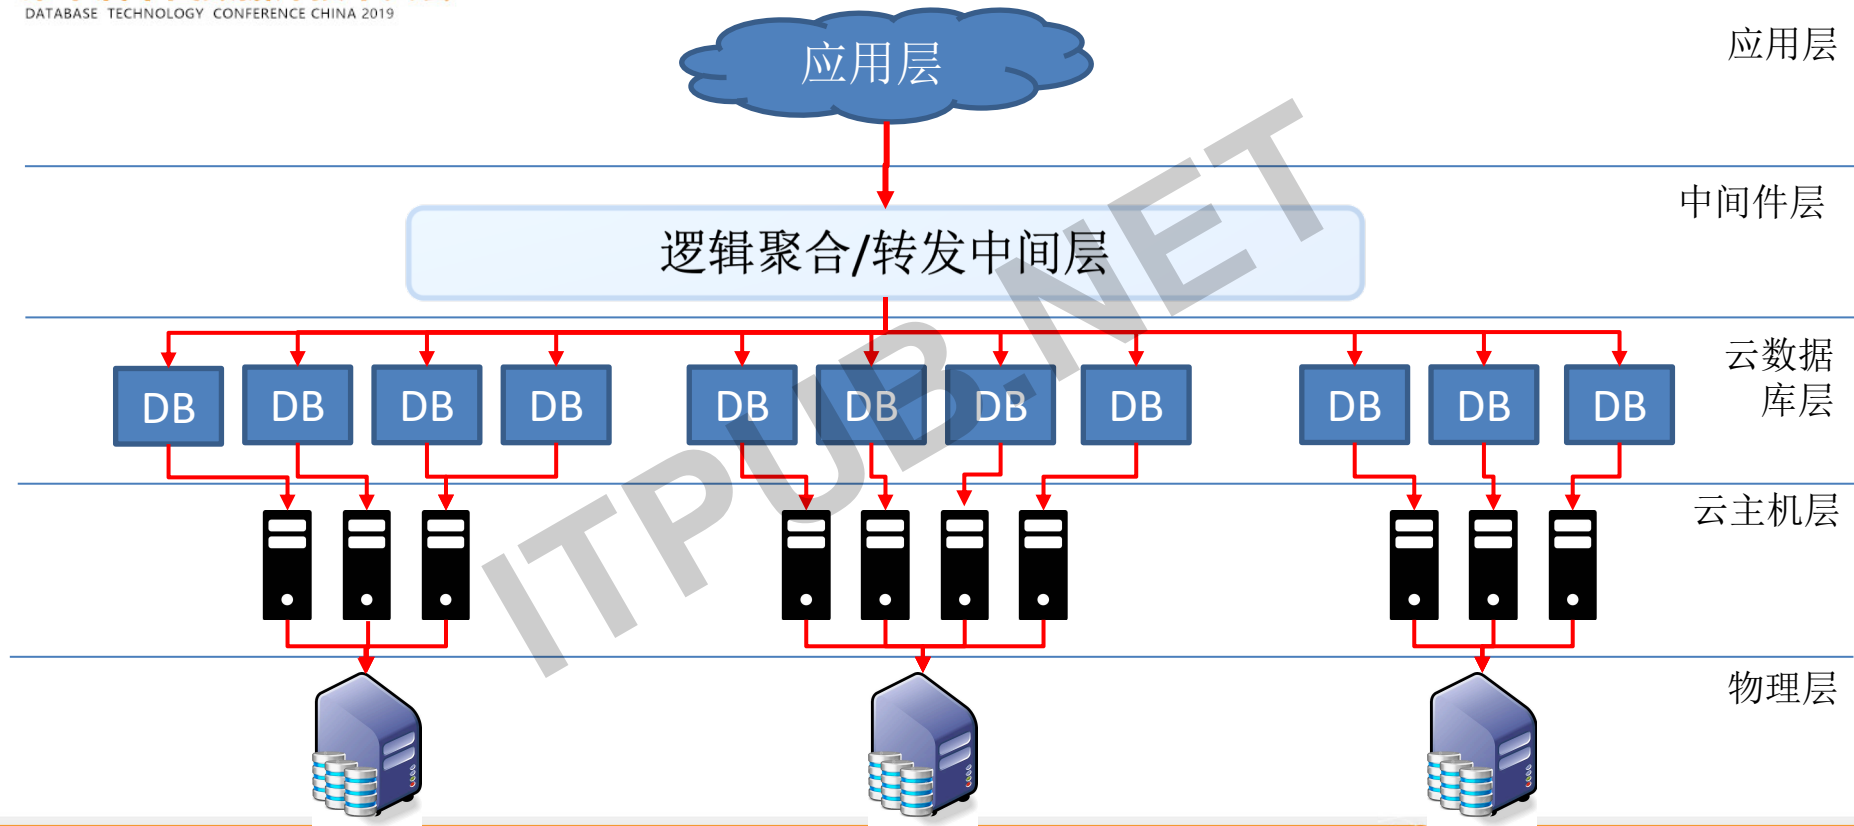 DATABASE TECHNOLOGY CONFERENCE CHINA 2019
应用层
应用层
中间件层
逻辑聚合/转发中间层
云数据
库层
DB
DB
DB
DB
DB
DB
DB
DB
DB
DB
DB
云主机层
物理层
ITPUB.NET